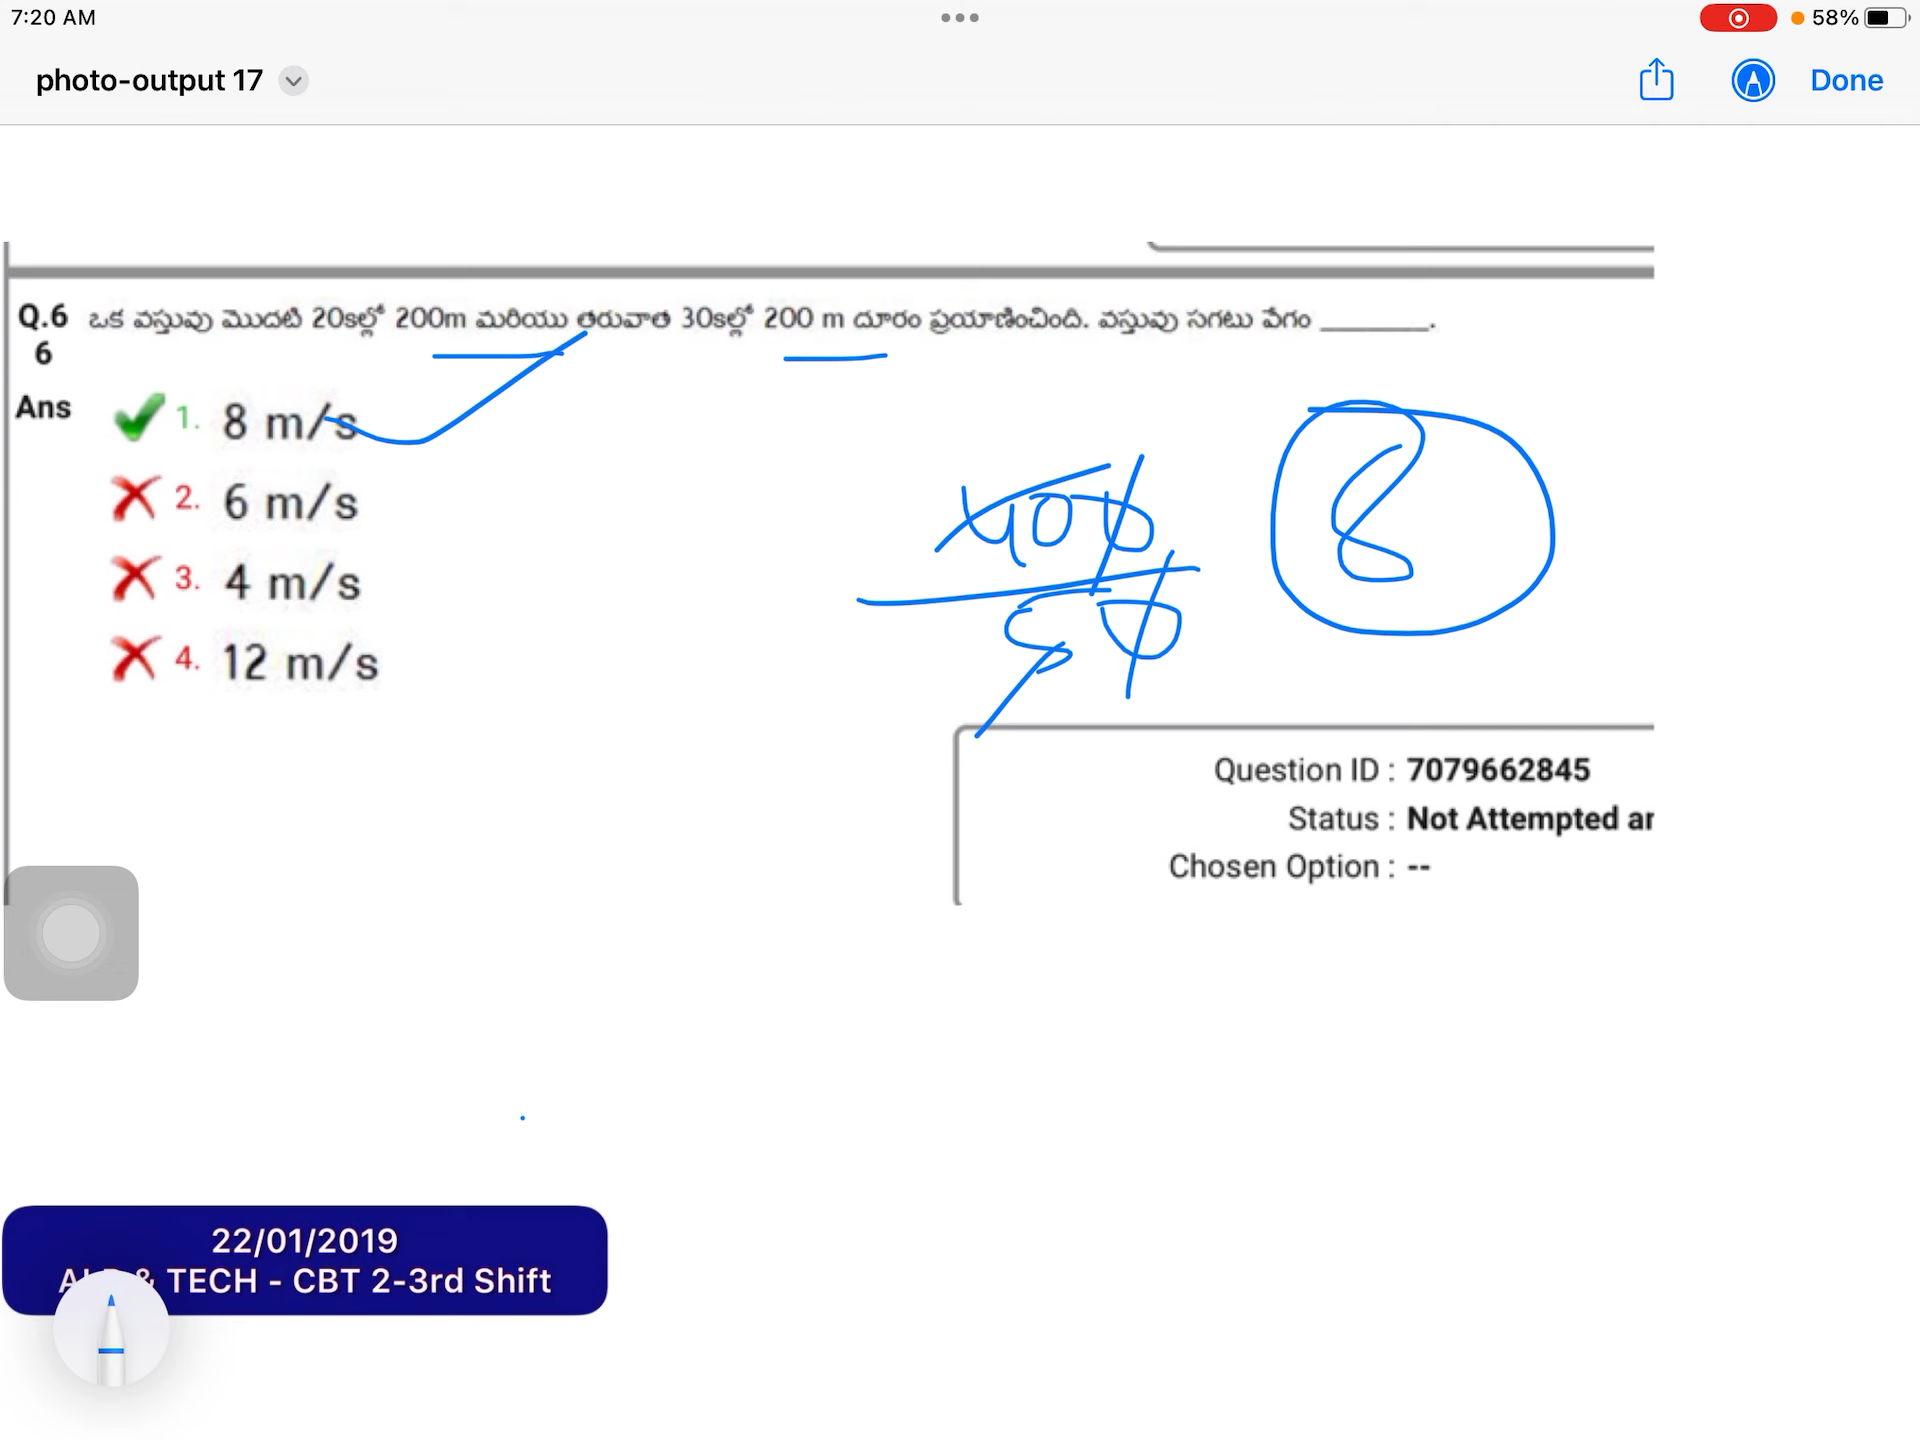 7:20 AM
58%
photo-output 17
Done
Q.6 ఒక వస్తువు మొదటి 20sల్లో 200m మరియు తరువాత 30sల్లో 200 m దూరం ప్రయాణించింది. వస్తువు సగటు వేగం ________.
6
Ans 1. 8 m/s
2. 6 m/s
3. 4 m/s
4. 12 m/s
400
50
8
Question ID : 7079662845
Status : Not Attempted
Chosen Option : --
22/01/2019
& TECH - CBT 2-3rd Shift